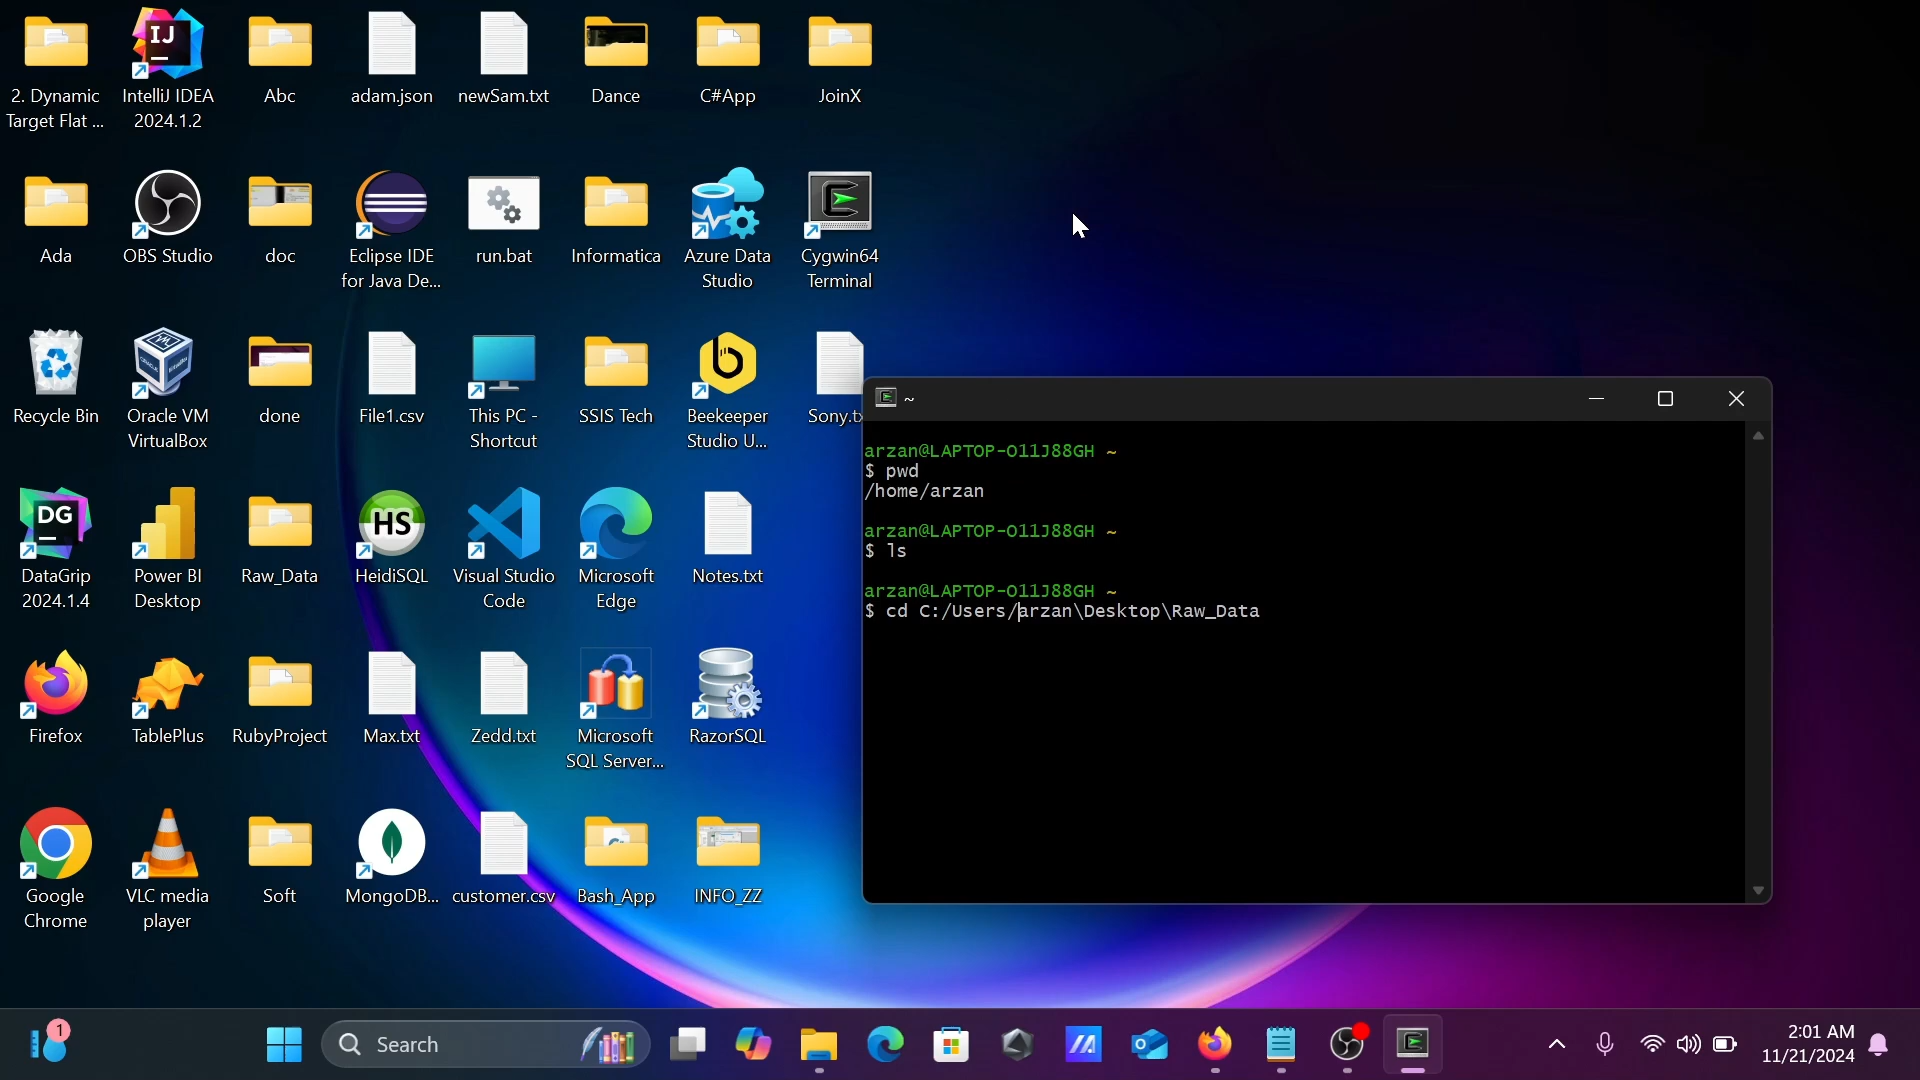 2. Dynamic
Target Flat ...
IntelliJ IDEA
2024.1.2
Abc
adam.json
newSam.txt
Dance
C#App
JoinX
Ada
OBS Studio
doc
Eclipse IDE
for Java De...
run.bat
Informatica
Azure Data
Studio
Cygwin64
Terminal
Recycle Bin
Oracle VM
VirtualBox
done
File1.csv
This PC -
Shortcut
SSIS Tech
Beekeeper
Studio U...
Sony.tx
DataGrip
2024.1.4
Power BI
Desktop
Raw_Data
HeidiSQL
Visual Studio
Code
Microsoft
Edge
Notes.txt
Firefox
TablePlus
RubyProject
Max.txt
Zedd.txt
Microsoft
SQL Server...
RazorSQL
Google
Chrome
VLC media
player
Soft
MongoDB...
customer.csv
Bash_App
INFO_ZZ
IJ
DG
HS
b
~
arzan@LAPTOP-O11J88GH ~
$ pwd
/home/arzan
arzan@LAPTOP-O11J88GH ~
$ ls
arzan@LAPTOP-O11J88GH ~
$ cd C:/Users/arzan\Desktop\Raw_Data
1
Search
2:01 AM
11/21/2024